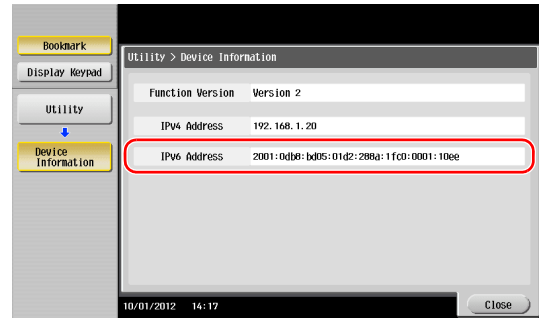 Bookmark
Display Keypad
Utility
Device
Information
Utility > Device Information
Function Version Version 2
IPv4 Address 192.168.1.20
IPv6 Address 2001:0db8:bd05:01d2:288a:1fc0:0001:10ee
10/01/2012 14:17
Close